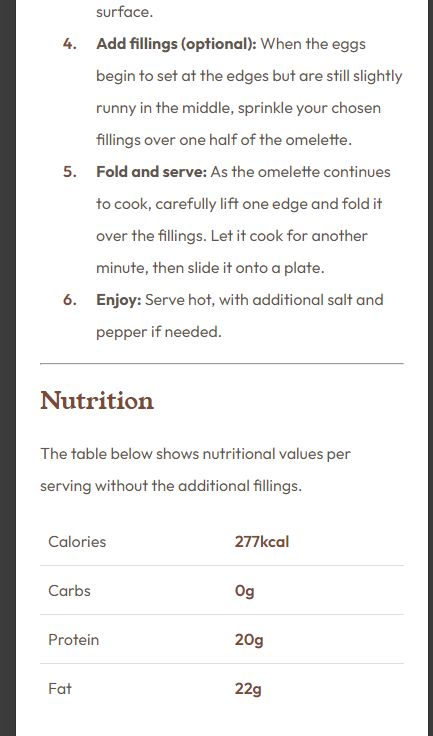 surface.
4. Add fillings (optional): When the eggs
begin to set at the edges but are still slightly
runny in the middle, sprinkle your chosen
fillings over one half of the omelette.
5. Fold and serve: As the omelette continues
to cook, carefully lift one edge and fold it
over the fillings. Let it cook for another
minute, then slide it onto a plate.
6. Enjoy: Serve hot, with additional salt and
pepper if needed.
Nutrition
The table below shows nutritional values per
serving without the additional fillings.
Calories 277kcal
Carbs 0g
Protein 20g
Fat 22g